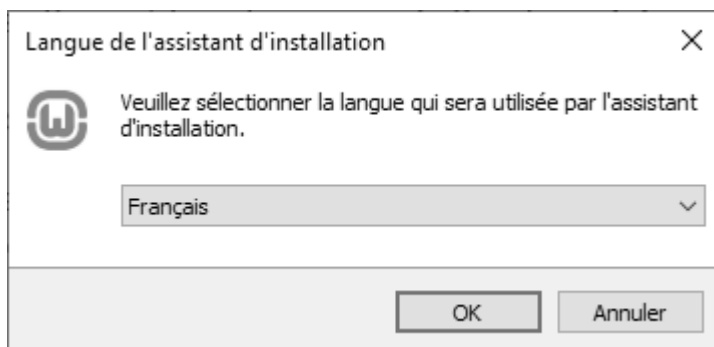 Langue de l'assistant d'installation
Veuillez sélectionner la langue qui sera utilisée par l'assistant
d'installation.
Français
OK Annuler